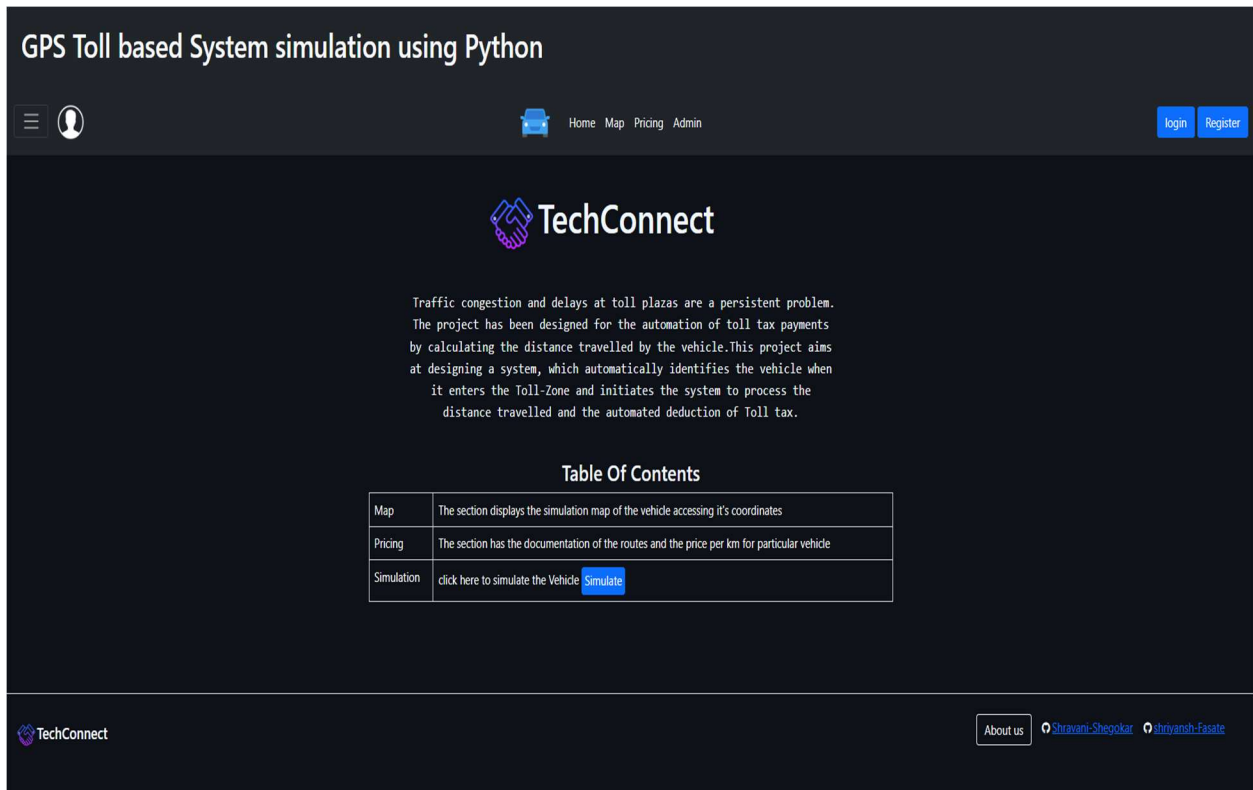 GPS Toll based System simulation using Python
Home Map Pricing Admin
login Register
TechConnect
Traffic congestion and delays at toll plazas are a persistent problem.
The project has been designed for the automation of toll tax payments
by calculating the distance travelled by the vehicle.This project aims
at designing a system, which automatically identifies the vehicle when
it enters the Toll-Zone and initiates the system to process the
distance travelled and the automated deduction of Toll tax.
Table Of Contents
Map The section displays the simulation map of the vehicle accessing it's coordinates
Pricing The section has the documentation of the routes and the price per km for particular vehicle
Simulation click here to simulate the Vehicle Simulate
TechConnect
About us Shravani-Shegokar shriyansh-Fasate